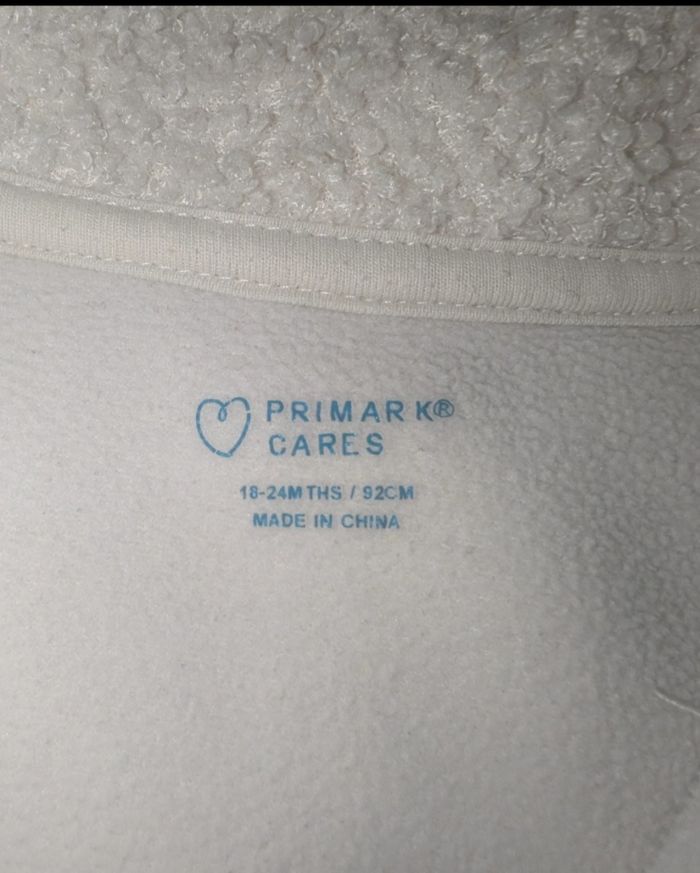 PRIMARK®
CARES
18-24MTHS / 92CM
MADE IN CHINA